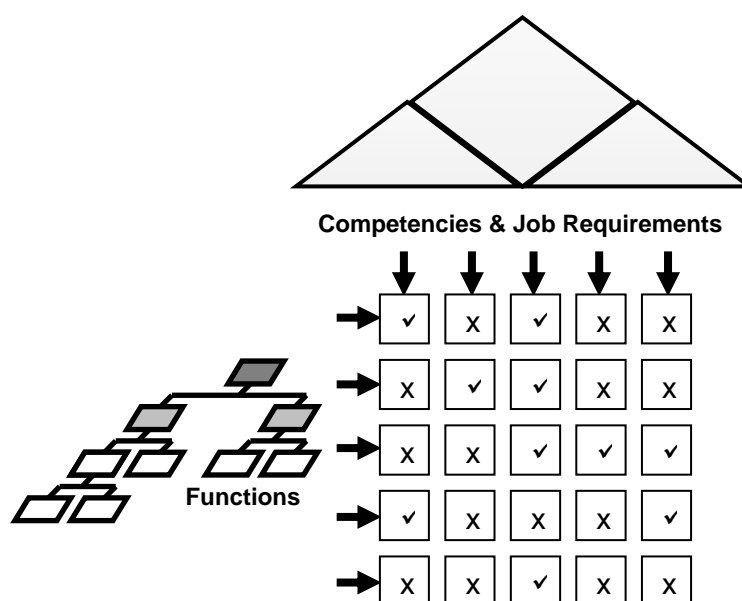 Competencies & Job Requirements
✓ x ✓ x x
x ✓ ✓ x x
x x ✓ ✓ ✓
Functions
✓ x x x ✓
x x ✓ x x